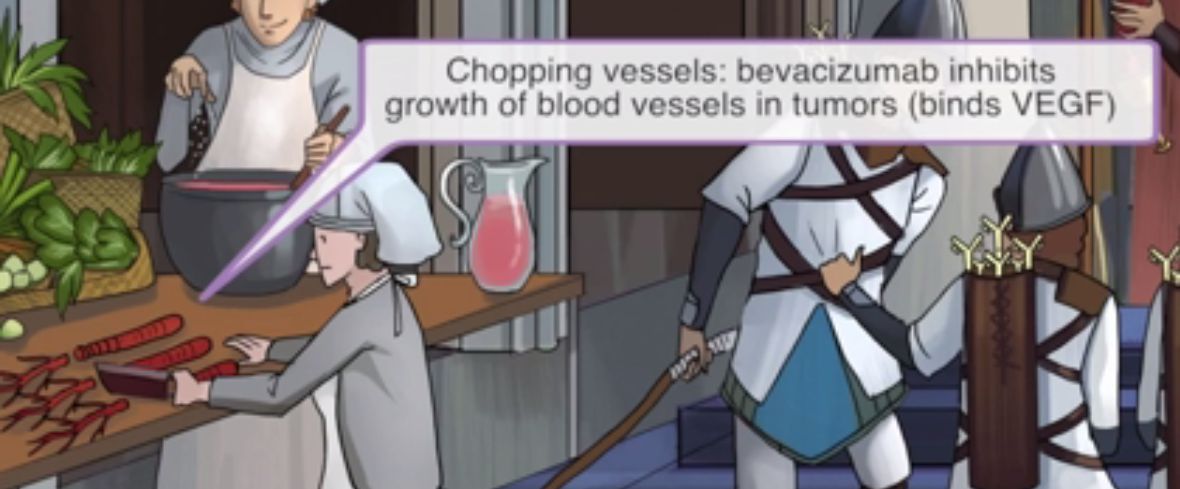 Chopping vessels: bevacizumab inhibits
growth of blood vessels in tumors (binds VEGF)